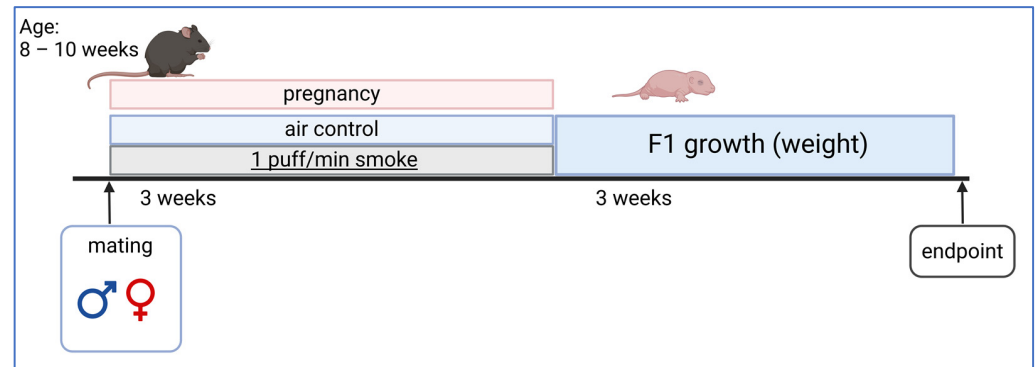 Age:
8 – 10 weeks
pregnancy
air control
1 puff/min smoke
F1 growth (weight)
3 weeks
3 weeks
mating
endpoint